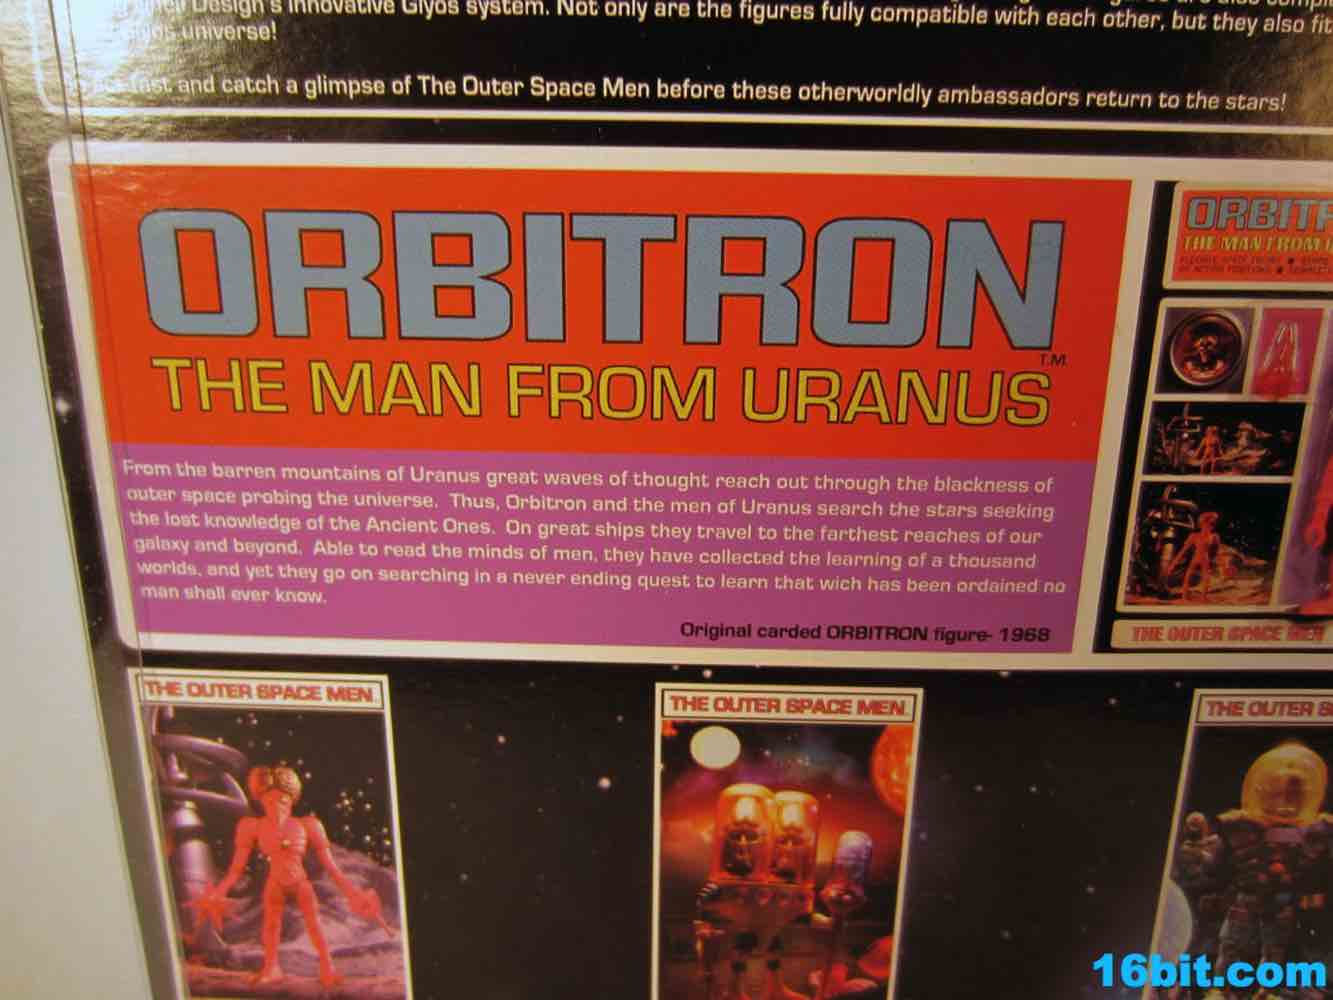 Design's innovative Glyos system. Not only are the figures fully compatible with each other, but they also fit
universe!
and catch a glimpse of The Outer Space Men before these otherworldly ambassadors return to the stars!
ORBITRON
THE MAN FROM URANUS
T.M.
From the barren mountains of Uranus great waves of thought reach out through the blackness of
outer space probing the universe. Thus, Orbitron and the men of Uranus search the stars seeking
the lost knowledge of the Ancient Ones. On great ships they travel to the farthest reaches of our
galaxy and beyond. Able to read the minds of men, they have collected the learning of a thousand
worlds, and yet they go on searching in a never ending quest to learn that wich has been ordained no
man shall ever know.
Original carded ORBITRON figure- 1968
ORBITR
THE MAN FROM
THE OUTER SPACE MEN
THE OUTER SPACE MEN
THE OUTER SPACE MEN
THE OUTER S
16bit.com